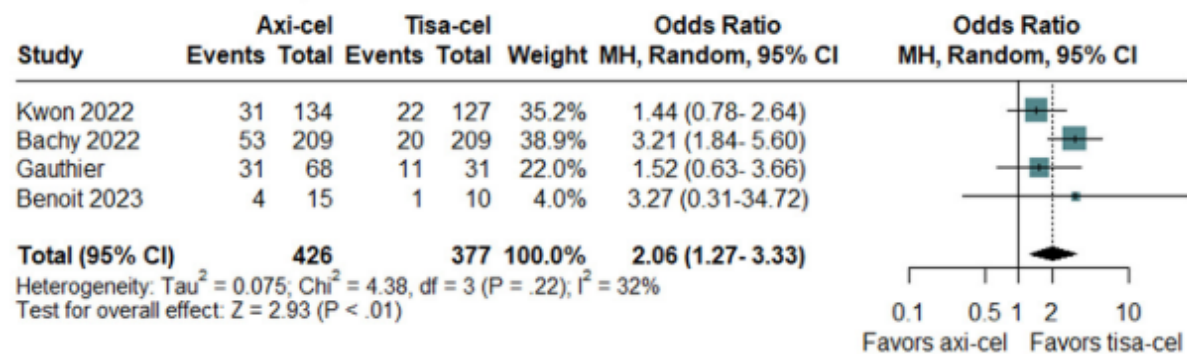 Axi-cel Tisa-cel Odds Ratio Odds Ratio
Study Events Total Events Total Weight MH, Random, 95% CI MH, Random, 95% CI
Kwon 2022 31 134 22 127 35.2% 1.44 (0.78- 2.64)
Bachy 2022 53 209 20 209 38.9% 3.21 (1.84- 5.60)
Gauthier 31 68 11 31 22.0% 1.52 (0.63- 3.66)
Benoit 2023 4 15 1 10 4.0% 3.27 (0.31-34.72)
Total (95% CI) 426 377 100.0% 2.06 (1.27- 3.33)
Heterogeneity: Tau² = 0.075; Chi² = 4.38, df = 3 (P = .22); I² = 32%
Test for overall effect: Z = 2.93 (P < .01)
0.1 0.5 1 2 10
Favors axi-cel Favors tisa-cel